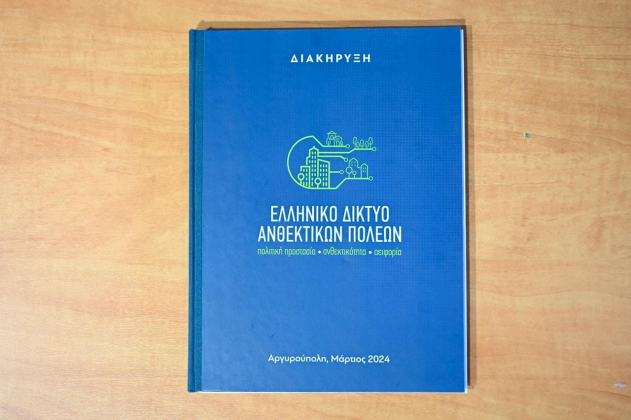 ΔΙΑΚΗΡΥΞΗ
ΕΛΛΗΝΙΚΟ ΔΙΚΤΥΟ
ΑΝΘΕΚΤΙΚΩΝ ΠΟΛΕΩΝ
πολιτική προστασία • ανθεκτικότητα • αειφορία
Αργυρούπολη, Μάρτιος 2024